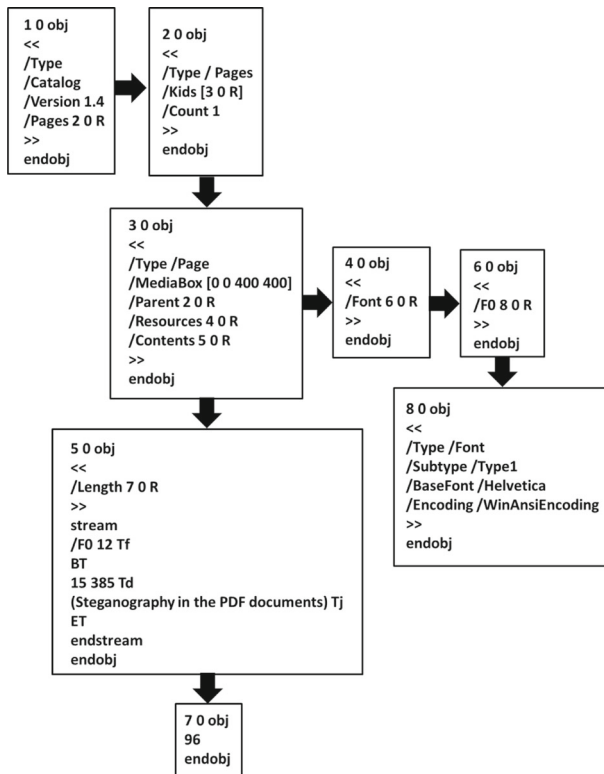 1 0 obj
<<
/Type
/Catalog
/Version 1.4
/Pages 2 0 R
>>
endobj
2 0 obj
<<
/Type / Pages
/Kids [3 0 R]
/Count 1
>>
endobj
3 0 obj
<<
/Type /Page
/MediaBox [0 0 400 400]
/Parent 2 0 R
/Resources 4 0 R
/Contents 5 0 R
>>
endobj
4 0 obj
<<
/Font 6 0 R
>>
endobj
6 0 obj
<<
/F0 8 0 R
>>
endobj
8 0 obj
<<
/Type /Font
/Subtype /Type1
/BaseFont /Helvetica
/Encoding /WinAnsiEncoding
>>
endobj
5 0 obj
<<
/Length 7 0 R
>>
stream
/F0 12 Tf
BT
15 385 Td
(Steganography in the PDF documents) Tj
ET
endstream
endobj
7 0 obj
96
endobj